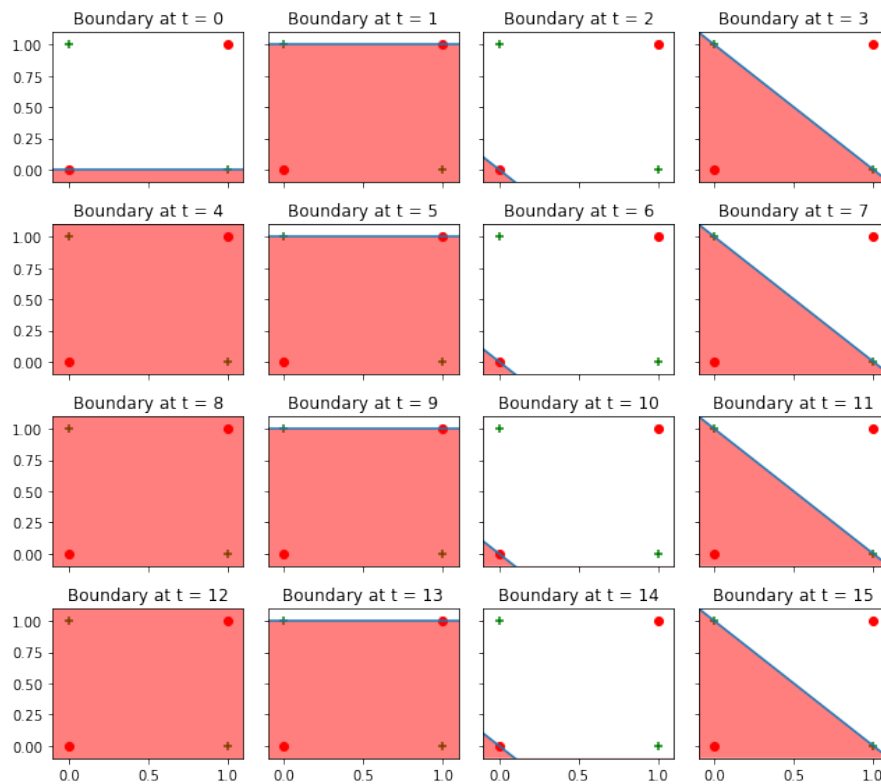 Boundary at t = 0
Boundary at t = 1
Boundary at t = 2
Boundary at t = 3
1.00
0.75
0.50
0.25
0.00
Boundary at t = 4
Boundary at t = 5
Boundary at t = 6
Boundary at t = 7
1.00
0.75
0.50
0.25
0.00
Boundary at t = 8
Boundary at t = 9
Boundary at t = 10
Boundary at t = 11
1.00
0.75
0.50
0.25
0.00
Boundary at t = 12
Boundary at t = 13
Boundary at t = 14
Boundary at t = 15
1.00
0.75
0.50
0.25
0.00
0.0 0.5 1.0
0.0 0.5 1.0
0.0 0.5 1.0
0.0 0.5 1.0